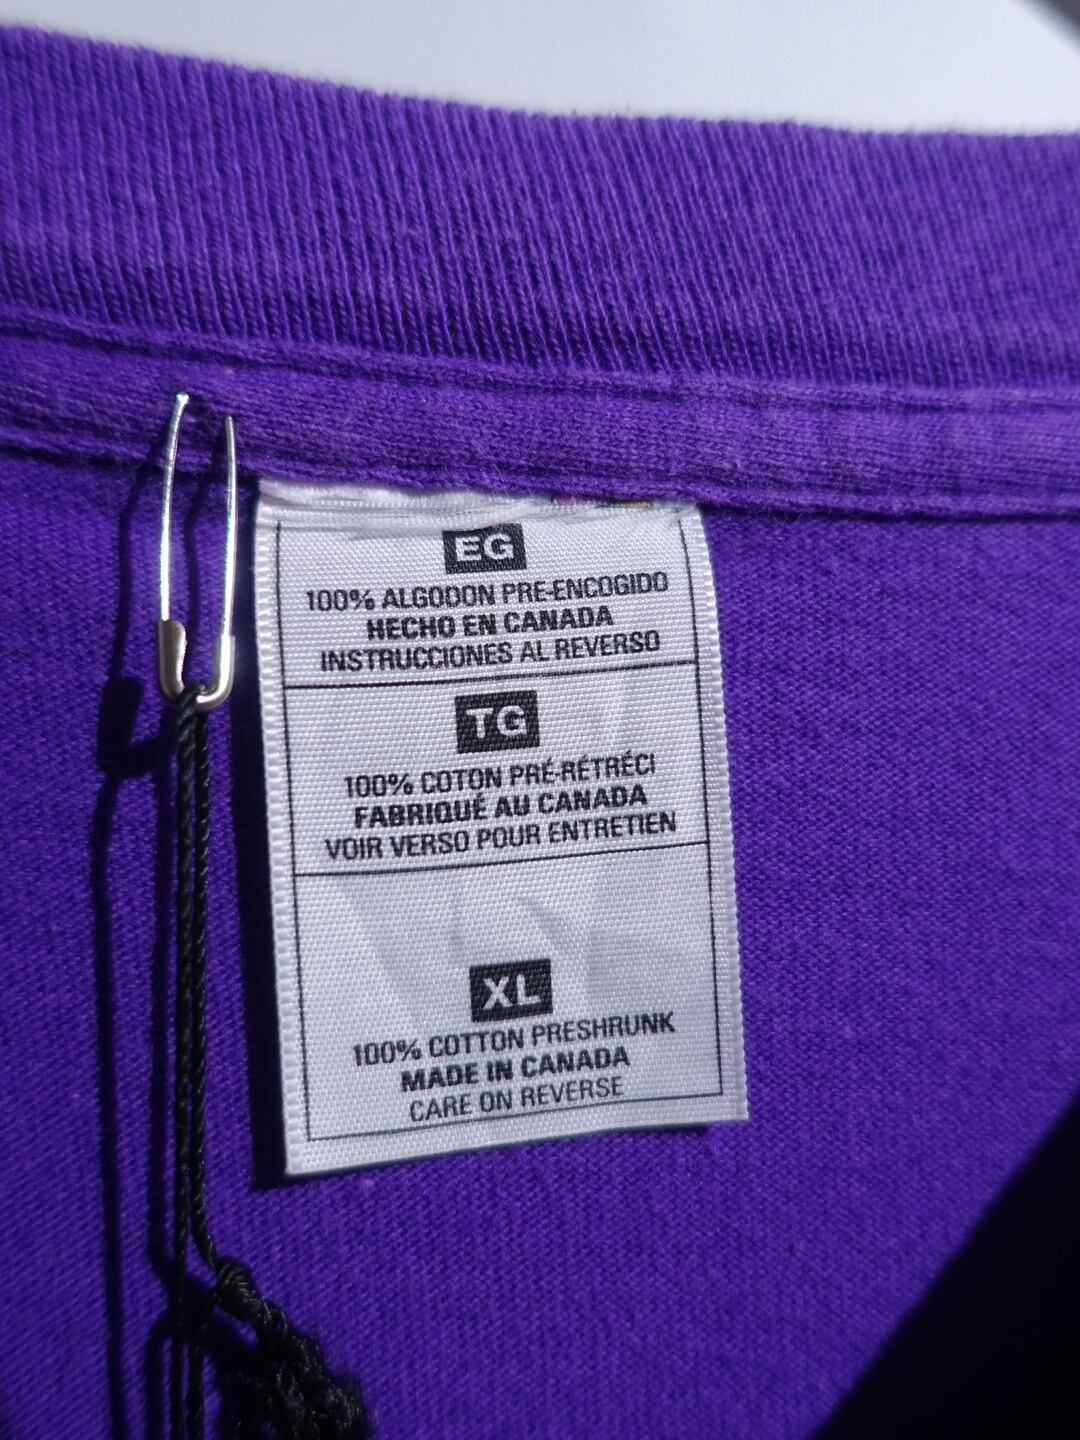 EG
100% ALGODON PRE-ENCOGIDO
HECHO EN CANADA
INSTRUCCIONES AL REVERSO
TG
100% COTON PRÉ-RÉTRÉCI
FABRIQUÉ AU CANADA
VOIR VERSO POUR ENTRETIEN
XL
100% COTTON PRESHRUNK
MADE IN CANADA
CARE ON REVERSE